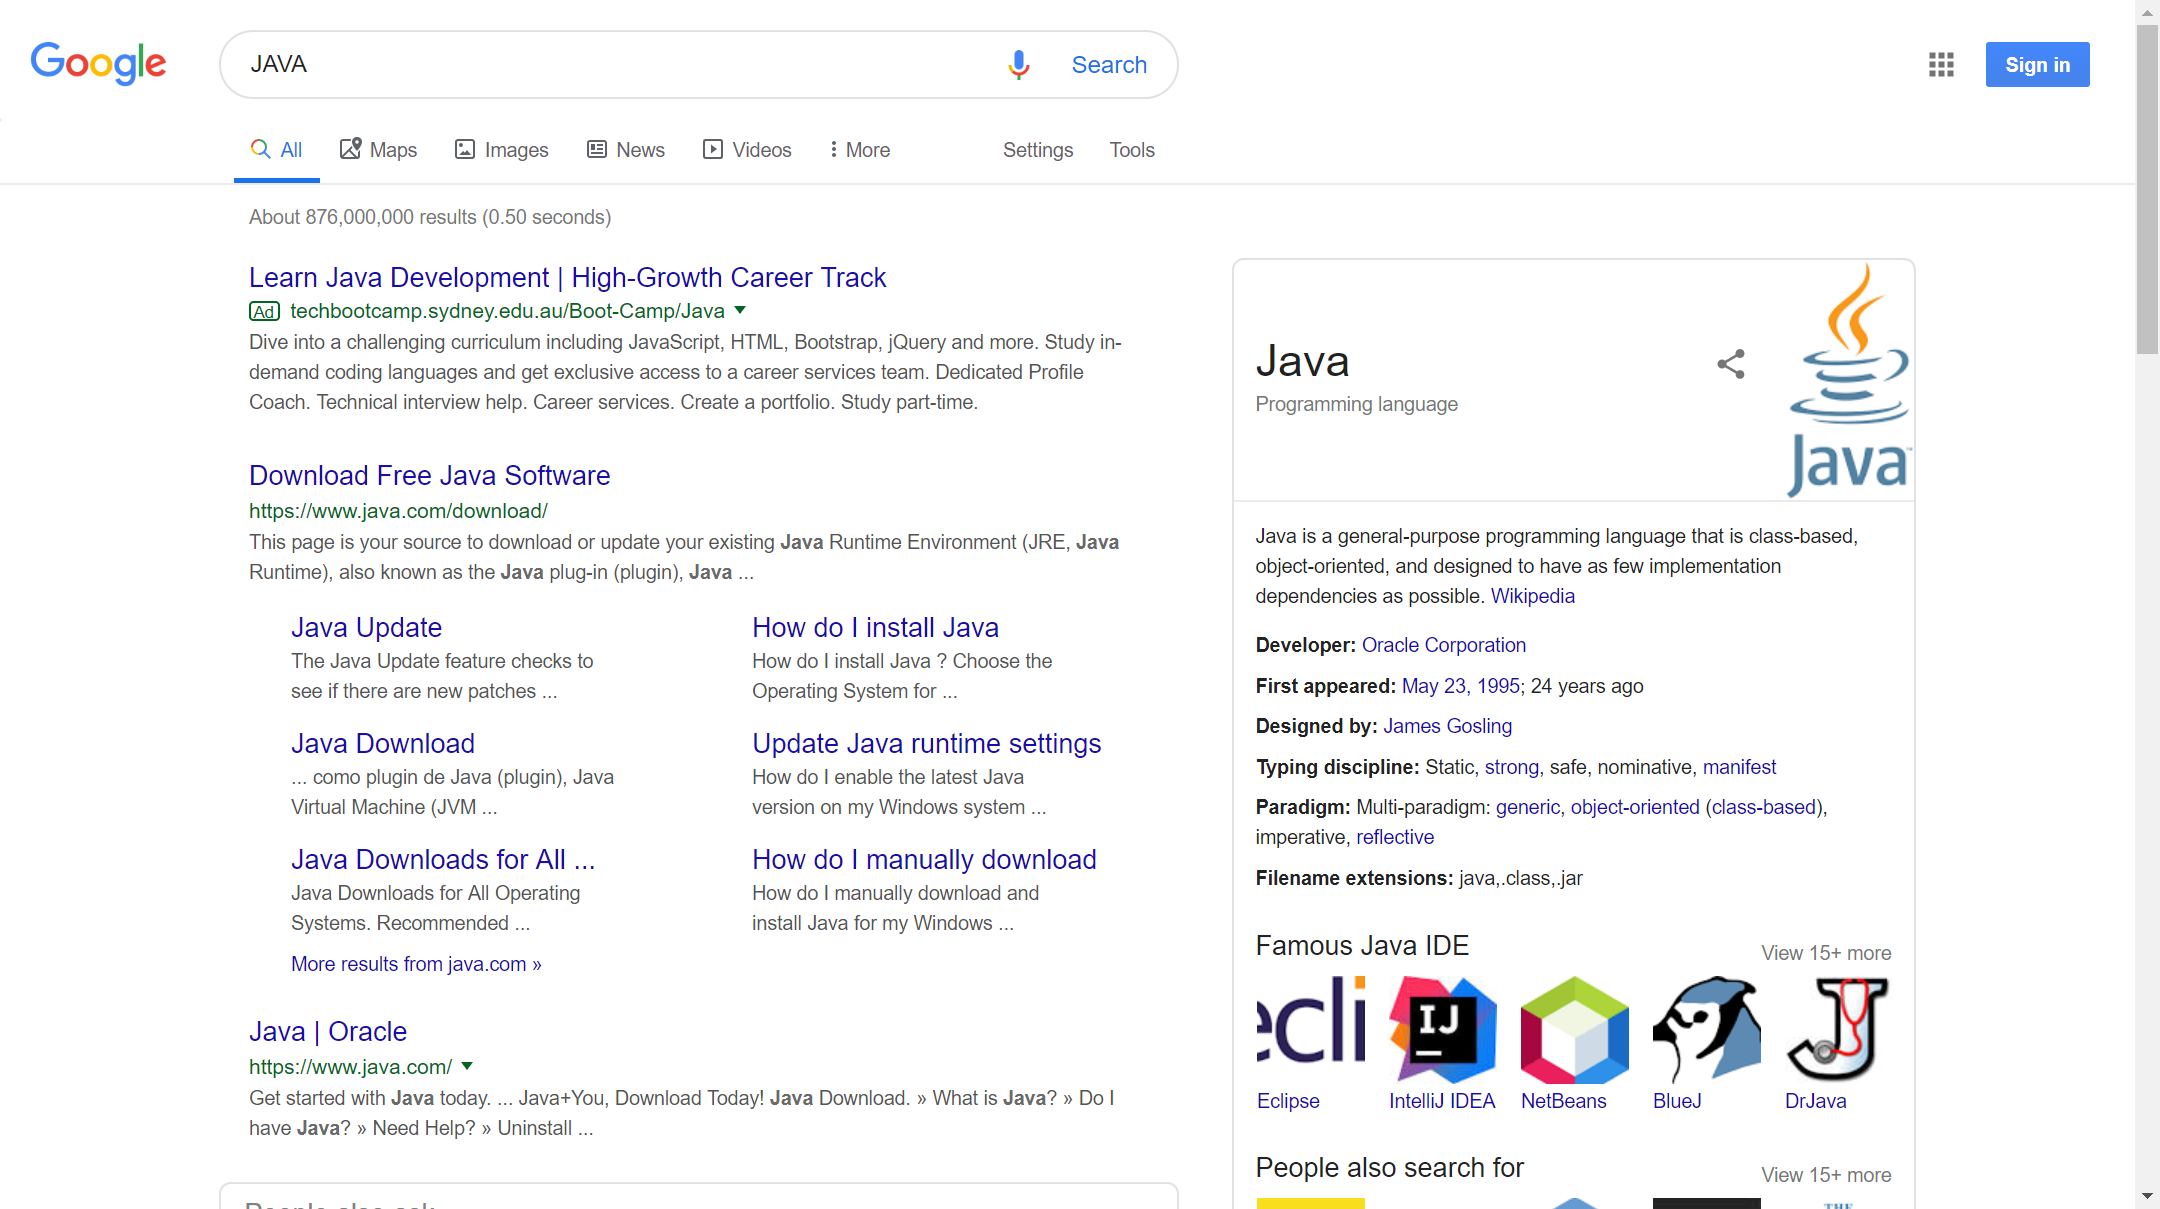 Google
JAVA
Search
Sign in
All
Maps
Images
News
Videos
More
Settings
Tools
About 876,000,000 results (0.50 seconds)
Learn Java Development | High-Growth Career Track
Ad techbootcamp.sydney.edu.au/Boot-Camp/Java
Dive into a challenging curriculum including JavaScript, HTML, Bootstrap, jQuery and more. Study in-
demand coding languages and get exclusive access to a career services team. Dedicated Profile
Coach. Technical interview help. Career services. Create a portfolio. Study part-time.
Download Free Java Software
https://www.java.com/download/
This page is your source to download or update your existing Java Runtime Environment (JRE, Java
Runtime), also known as the Java plug-in (plugin), Java ...
Java Update
The Java Update feature checks to
see if there are new patches ...
How do I install Java
How do I install Java ? Choose the
Operating System for ...
Java Download
... como plugin de Java (plugin), Java
Virtual Machine (JVM ...
Update Java runtime settings
How do I enable the latest Java
version on my Windows system ...
Java Downloads for All ...
Java Downloads for All Operating
Systems. Recommended ...
How do I manually download
How do I manually download and
install Java for my Windows ...
More results from java.com »
Java | Oracle
https://www.java.com/
Get started with Java today. ... Java+You, Download Today! Java Download. » What is Java? » Do I
have Java? » Need Help? » Uninstall ...
People also ask
Java
Programming language
Java
Java is a general-purpose programming language that is class-based,
object-oriented, and designed to have as few implementation
dependencies as possible. Wikipedia
Developer: Oracle Corporation
First appeared: May 23, 1995; 24 years ago
Designed by: James Gosling
Typing discipline: Static, strong, safe, nominative, manifest
Paradigm: Multi-paradigm: generic, object-oriented (class-based),
imperative, reflective
Filename extensions: java,.class,.jar
Famous Java IDE
View 15+ more
ecli
IJ
J
Eclipse
IntelliJ IDEA
NetBeans
BlueJ
DrJava
People also search for
View 15+ more
THE